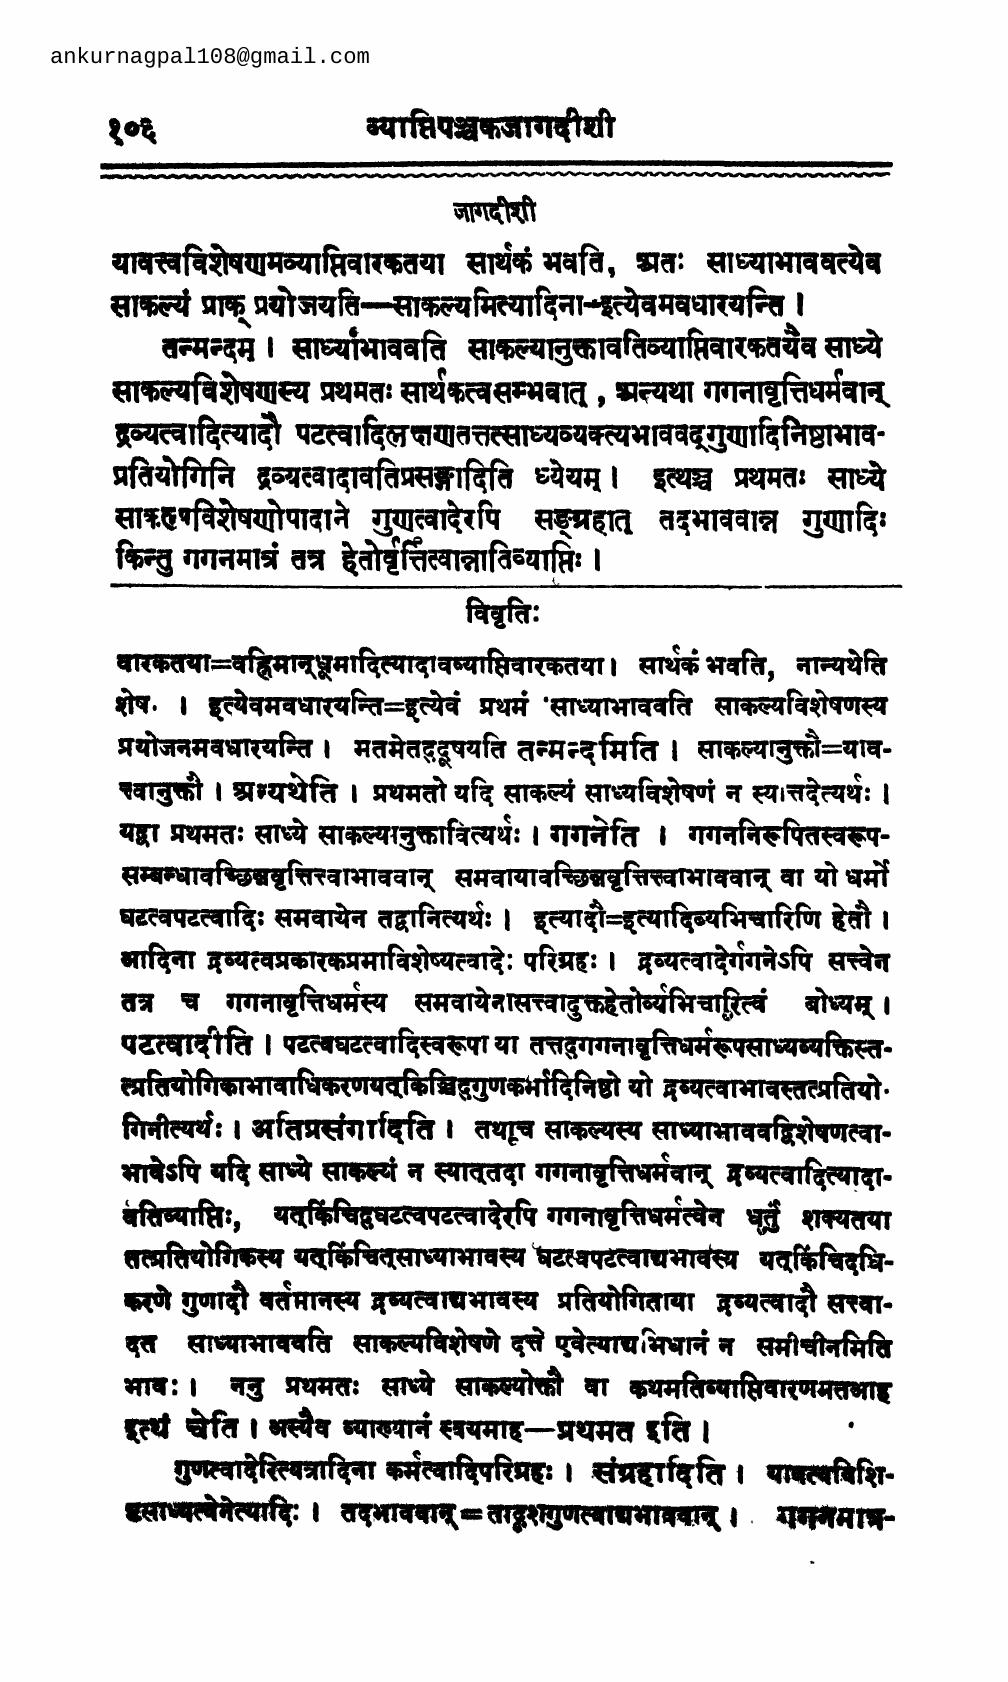 ankurnagpal108@gmail.com
१०६ व्याप्तिपञ्चकजागदीशी
जागदीशी
यावत्त्वविशेषणमव्याप्तिवारकतया सार्थकं भवति, अतः साध्याभाववत्येव
साकल्यं प्राक् प्रयोजयति—साकल्यमित्यादिना-इत्येवमवधारयन्ति ।
तन्मन्दम् । साध्याभाववति साकल्यानुक्तावतिव्याप्तिवारकतयैव साध्ये
साकल्यविशेषणस्य प्रथमतः सार्थकत्वसम्भवात् , अन्यथा गगनावृत्तिधर्मवान्
द्रव्यत्वादित्यादौ पटत्वादिलक्षणतत्तत्साध्यव्यक्त्यभाववद्गुणादिनिष्ठाभाव-
प्रतियोगिनि द्रव्यत्वादावतिप्रसङ्गादिति ध्येयम् । इत्थञ्च प्रथमतः साध्ये
साकल्यविशेषणोपादाने गुणत्वादेरपि सङ्ग्रहात् तदभाववान्न गुणादिः
किन्तु गगनमात्रं तत्र हेतोर्वृत्तित्वान्नातिव्याप्तिः ।
विवृतिः
वारकतया=वह्निमान्धूमादित्यादावव्याप्तिवारकतया । सार्थकं भवति, नान्यथेति
शेषः । इत्येवमवधारयन्ति=इत्येवं प्रथमं साध्याभाववति साकल्यविशेषणस्य
प्रयोजनमवधारयन्ति । मतमेतद्दूषयति तन्मन्दमिति । साकल्यानुक्तौ=याव-
त्त्वानुक्तौ । अन्यथेति । प्रथमतो यदि साकल्यं साध्यविशेषणं न स्यात्तदेत्यर्थः ।
यद्वा प्रथमतः साध्ये साकल्यानुक्तावित्यर्थः । गगनेति । गगननिरूपितस्वरूप-
सम्बन्धावच्छिन्नवृत्तित्त्वाभाववान् समवायावच्छिन्नवृत्तित्त्वाभाववान् वा यो धर्मो
घटत्वपटत्वादिः समवायेन तद्वानित्यर्थः । इत्यादौ=इत्यादिव्यभिचारिणि हेतौ ।
आदिना द्रव्यत्वप्रकारकप्रमाविशेष्यत्वादेः परिग्रहः । द्रव्यत्वादेर्गगनेऽपि सत्त्वेन
तत्र च गगनावृत्तिधर्मस्य समवायेनासत्त्वादुक्तहेतोर्व्यभिचारित्वं बोध्यम् ।
पटत्वादीति । पटत्वघटत्वादिस्वरूपा या तत्तद्गगनावृत्तिधर्मरूपसाध्यव्यक्तिस्त-
त्प्रतियोगिकाभावाधिकरणयत्किञ्चिद्गुणकर्मादिनिष्ठो यो द्रव्यत्वाभावस्तत्प्रतियो-
गिनीत्यर्थः । अतिप्रसंगादिति । तथाच साकल्यस्य साध्याभाववद्विशेषणत्वा-
भावेऽपि यदि साध्ये साकल्यं न स्यात्तदा गगनावृत्तिधर्मवान् द्रव्यत्वादित्यादा-
वतिव्याप्तिः, यत्किंचिद्घटत्वपटत्वादेरपि गगनावृत्तिधर्मत्वेन धर्तुं शक्यतया
तत्प्रतियोगिकस्य यत्किंचित्साध्याभावस्य घटत्वपटत्वाद्यभावस्य यत्किंचिदधि-
करणे गुणादौ वर्तमानस्य द्रव्यत्वाद्यभावस्य प्रतियोगिताया द्रव्यत्वादौ सत्त्वा-
दत साध्याभाववति साकल्यविशेषणे दत्ते एवेत्याद्यभिधानं न समीचीनमिति
भावः । ननु प्रथमतः साध्ये साकल्योक्तौ वा कथमतिव्याप्तिवारणमतआह
इत्थं चेति । अस्यैव व्याख्यानं स्वयमाह—प्रथमत इति ।
गुणत्वादेरित्यत्रादिना कर्मत्वादिपरिग्रहः । संग्रहादिति । यावत्त्वविशि-
ष्टसाध्यत्वेनेत्यादिः । तदभाववान्=तादृशगुणत्वाद्यभाववान् । गगनमात्र-